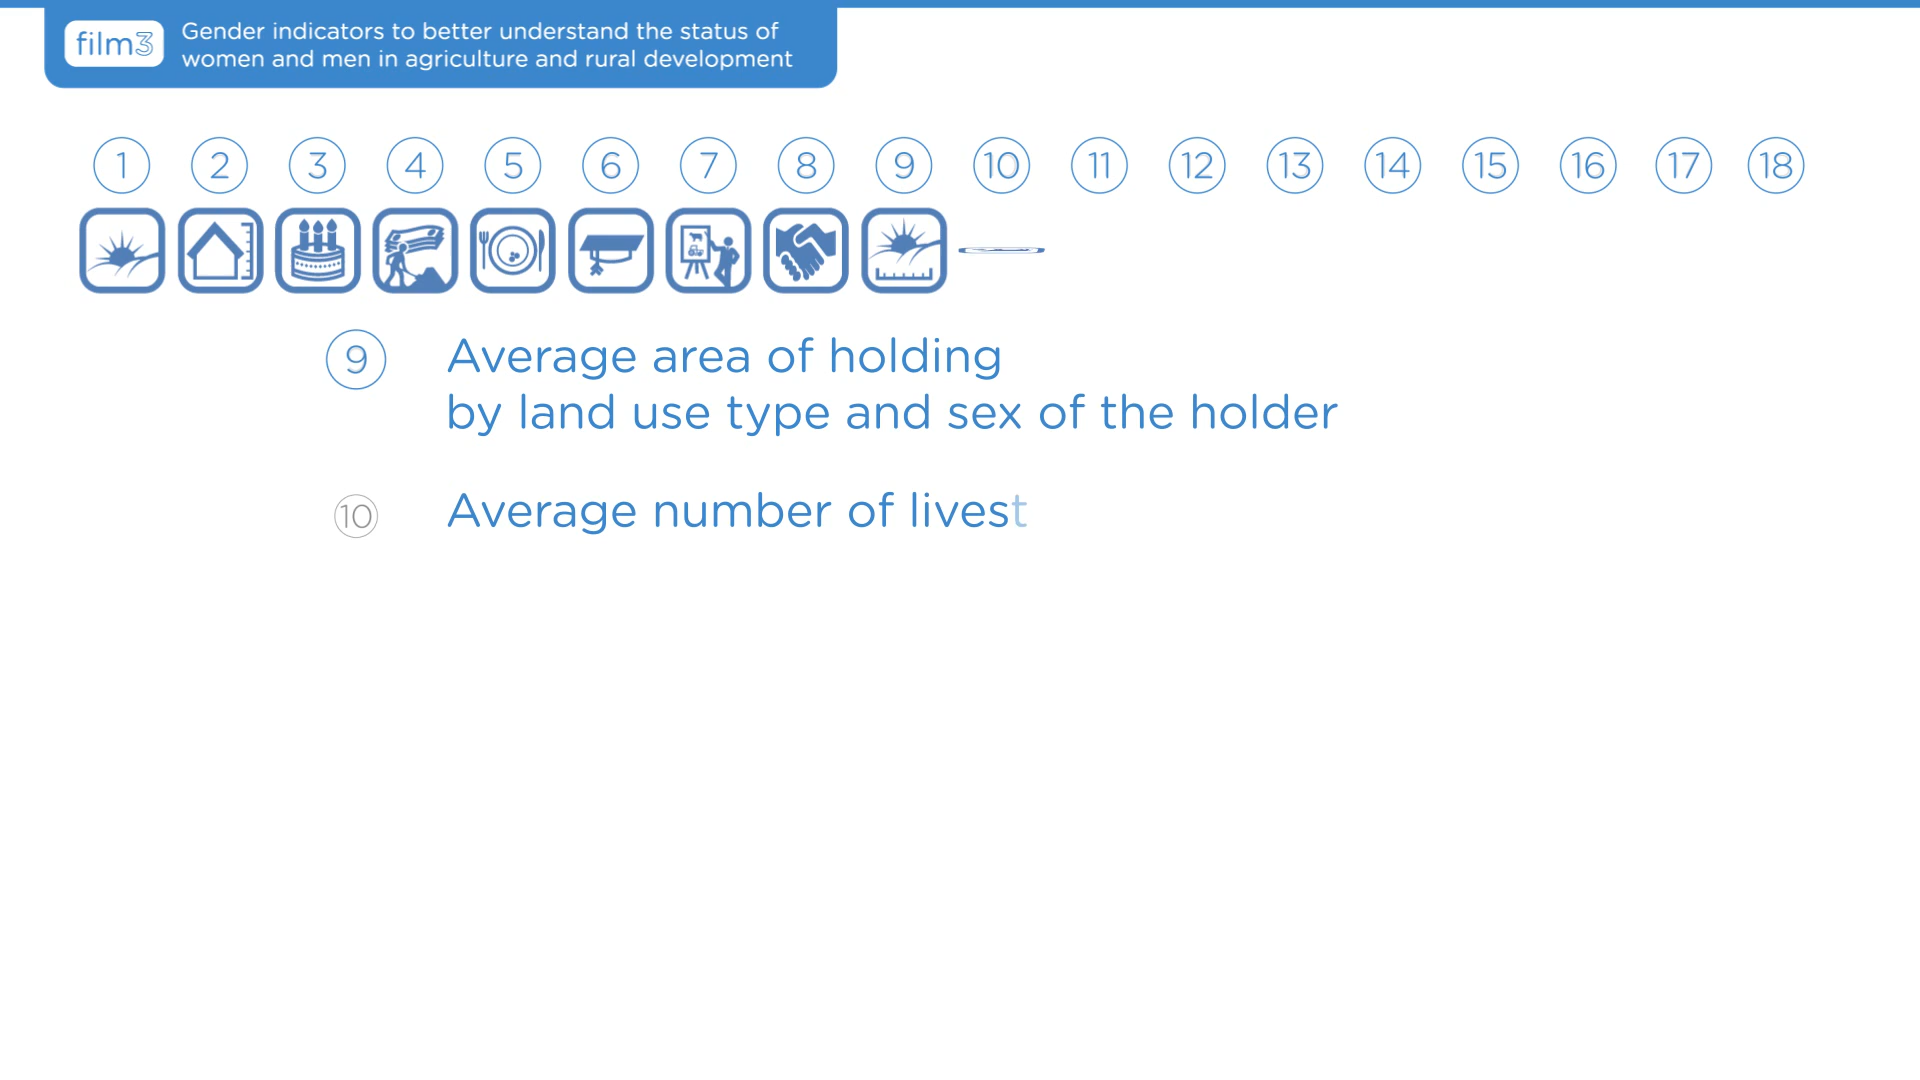 film3
Gender indicators to better understand the status of
women and men in agriculture and rural development
1 2 3 4 5 6 7 8 9 10 11 12 13 14 15 16 17 18
9 Average area of holding
by land use type and sex of the holder
10 Average number of livest